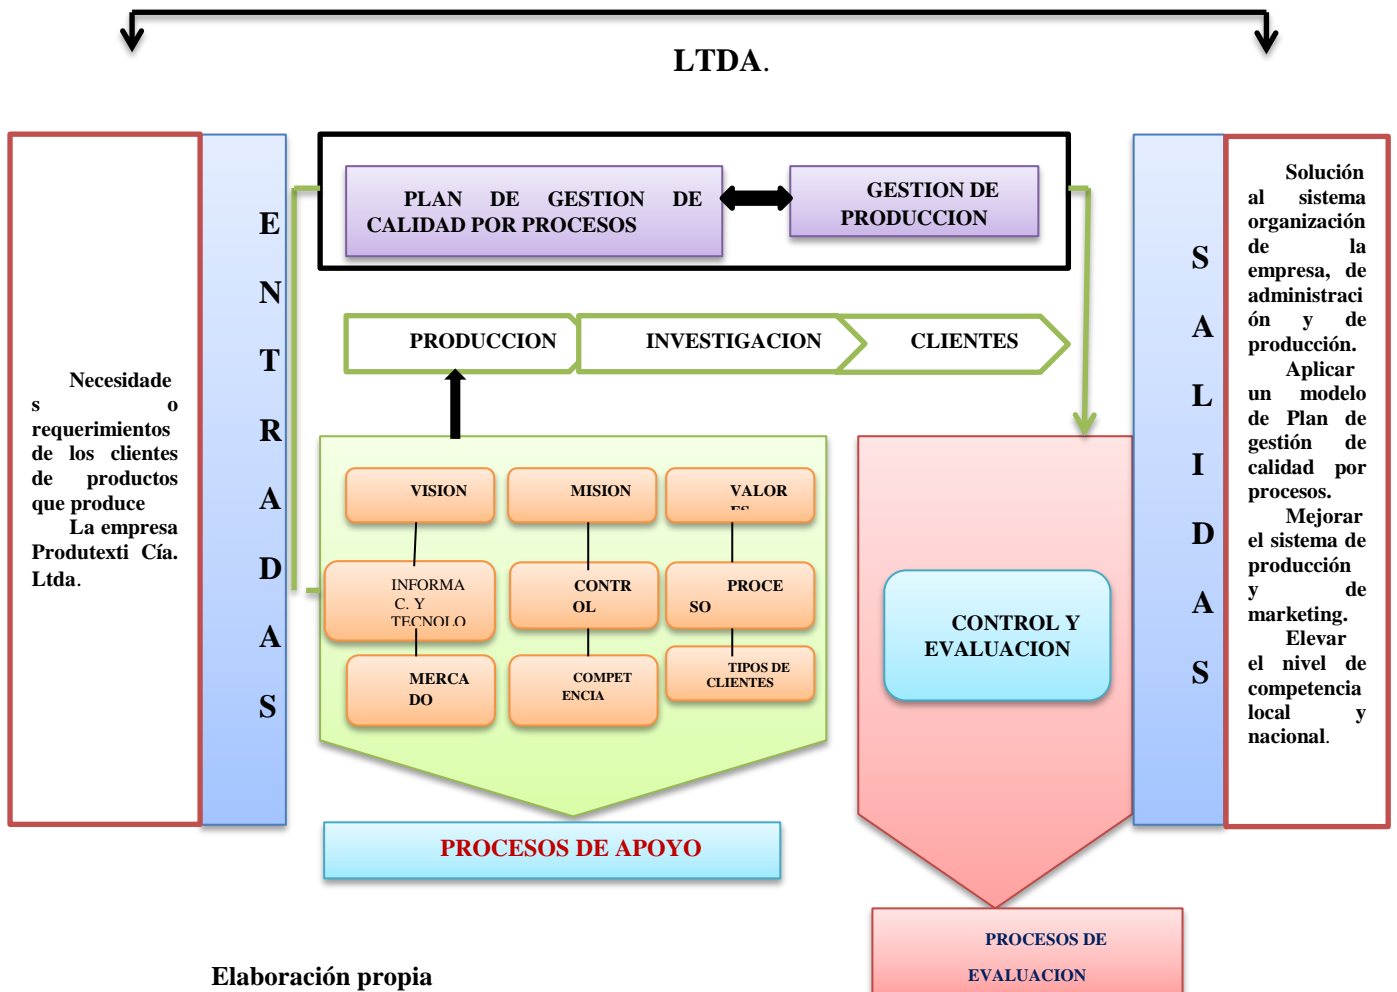 LTDA.
Necesidade
s o
requerimientos
de los clientes
de productos
que produce
La empresa
Produtexti Cía.
Ltda.
E
N
T
R
A
D
A
S
PLAN DE GESTION DE
CALIDAD POR PROCESOS
GESTION DE
PRODUCCION
PRODUCCION
INVESTIGACION
CLIENTES
VISION
MISION
VALOR
ES
INFORMA
C. Y
TECNOLO
CONTR
OL
PROCE
SO
MERCA
DO
COMPET
ENCIA
TIPOS DE
CLIENTES
PROCESOS DE APOYO
CONTROL Y
EVALUACION
PROCESOS DE
EVALUACION
S
A
L
I
D
A
S
Solución
al sistema
organización
de la
empresa, de
administraci
ón y de
producción.
Aplicar
un modelo
de Plan de
gestión de
calidad por
procesos.
Mejorar
el sistema de
producción
y de
marketing.
Elevar
el nivel de
competencia
local y
nacional.
Elaboración propia